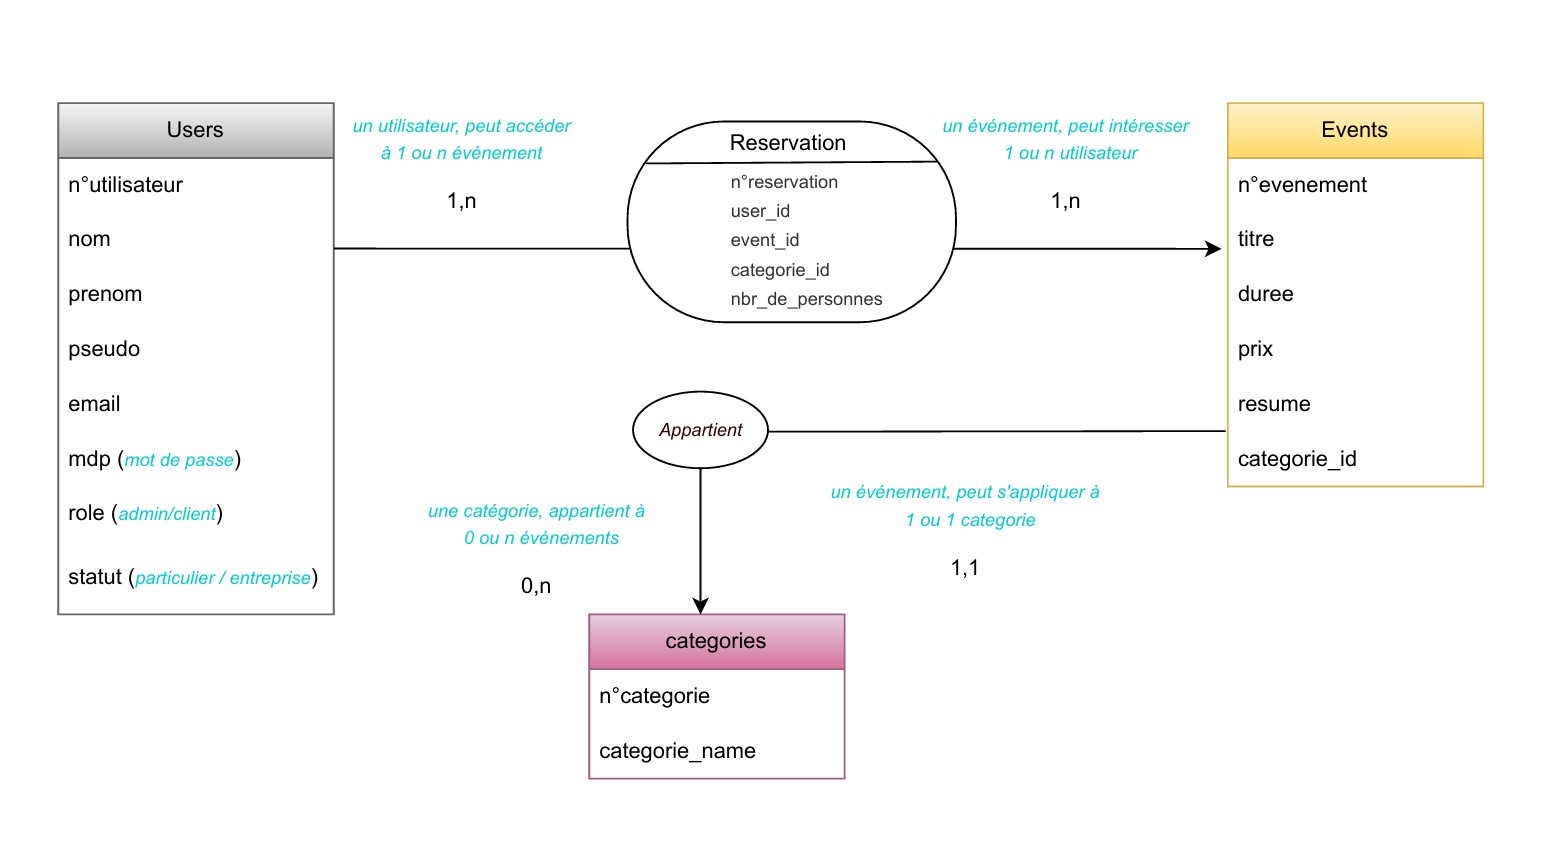 Users
n°utilisateur
nom
prenom
pseudo
email
mdp (mot de passe)
role (admin/client)
statut (particulier / entreprise)
un utilisateur, peut accéder
à 1 ou n événement
1,n
Reservation
n°reservation
user_id
event_id
categorie_id
nbr_de_personnes
un événement, peut intéresser
1 ou n utilisateur
1,n
Events
n°evenement
titre
duree
prix
resume
categorie_id
Appartient
un événement, peut s'appliquer à
1 ou 1 categorie
1,1
une catégorie, appartient à
0 ou n événements
0,n
categories
n°categorie
categorie_name